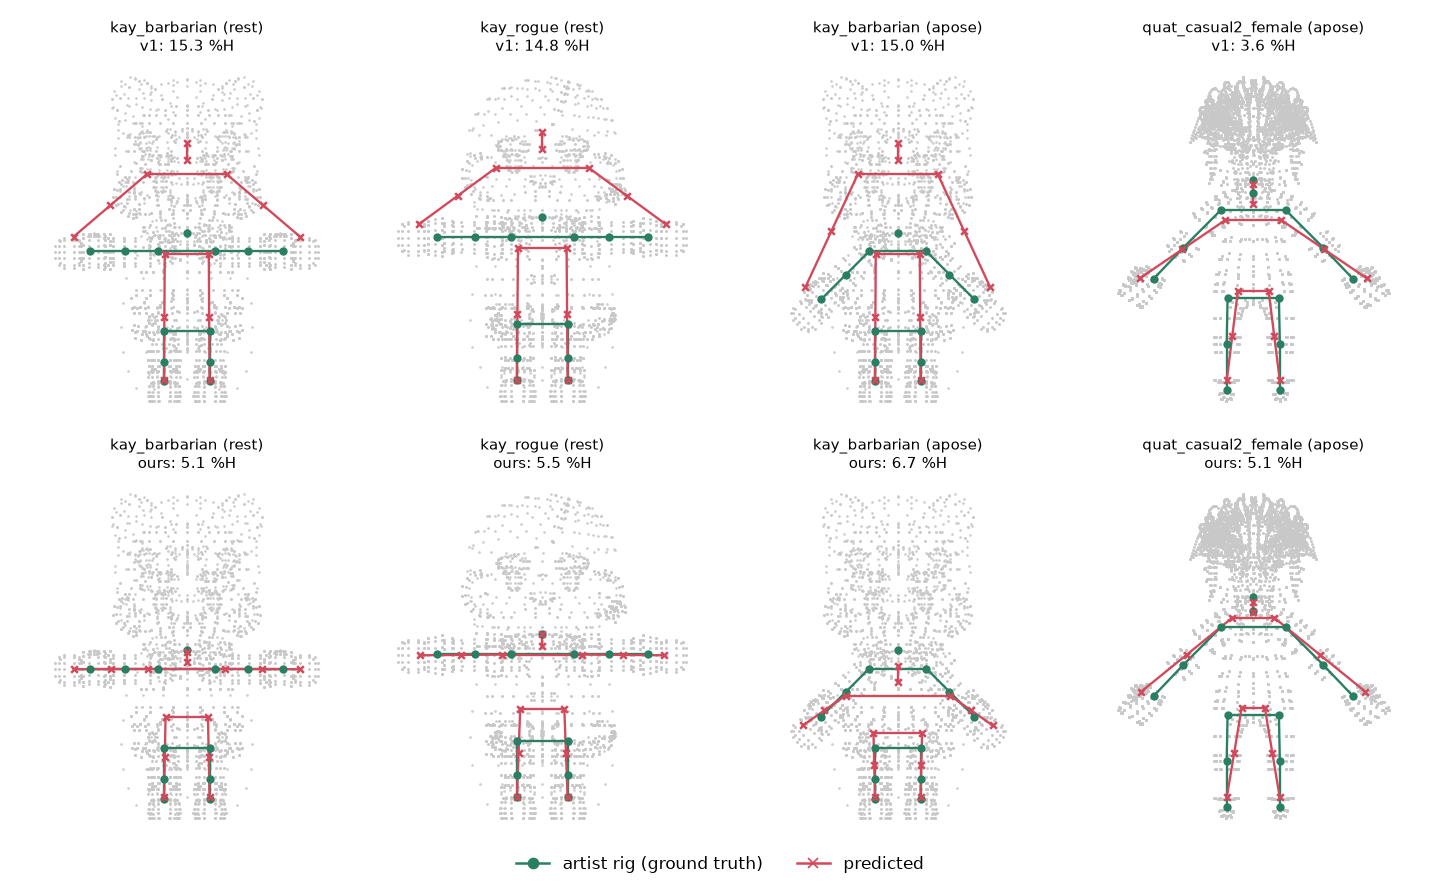 kay_barbarian (rest)
v1: 15.3 %H
kay_rogue (rest)
v1: 14.8 %H
kay_barbarian (apose)
v1: 15.0 %H
quat_casual2_female (apose)
v1: 3.6 %H
kay_barbarian (rest)
ours: 5.1 %H
kay_rogue (rest)
ours: 5.5 %H
kay_barbarian (apose)
ours: 6.7 %H
quat_casual2_female (apose)
ours: 5.1 %H
artist rig (ground truth)
predicted